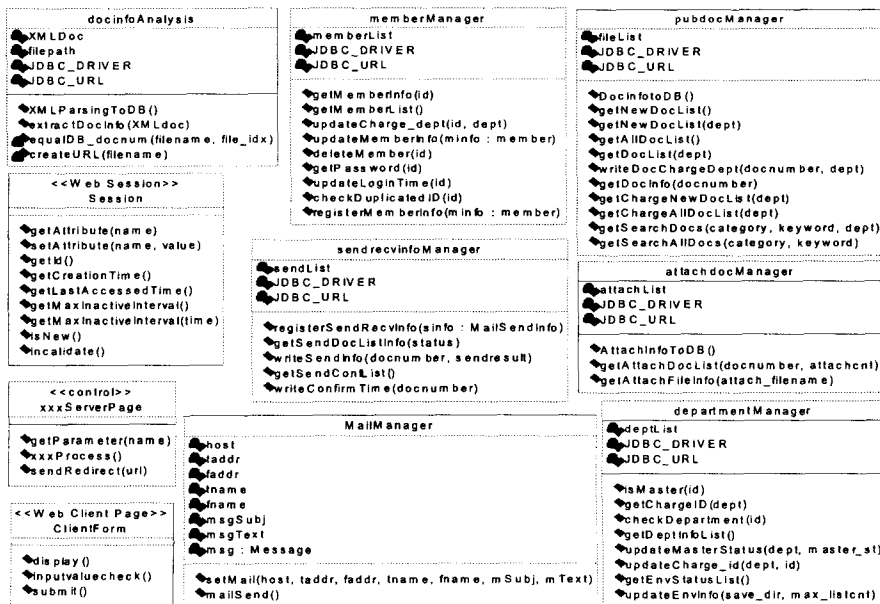 docinfoAnalysis
XMLDoc
filepath
JDBC_DRIVER
JDBC_URL
XMLParsingToDB()
extractDocInfo(XMLdoc)
equalDB_docnum(filename, file_idx)
createURL(filename)
<<Web Session>>
Session
getAttribute(name)
setAttribute(name, value)
getId()
getCreationTime()
getLastAccessedTime()
getMaxInactiveInterval()
getMaxInactiveInterval(time)
isNew()
incalidate()
<<control>>
xxxServerPage
getParameter(name)
xxxProcess()
sendRedirect(url)
<<Web Client Page>>
ClientForm
display()
inputvaluecheck()
submit()
memberManager
memberList
JDBC_DRIVER
JDBC_URL
getMemberInfo(id)
getMemberList()
updateCharge_dept(id, dept)
updateMemberInfo(minfo : member)
deleteMember(id)
getPassword(id)
updateLoginTime(id)
checkDuplicatedID(id)
registerMemberInfo(minfo : member)
sendrecvinfoManager
sendList
JDBC_DRIVER
JDBC_URL
registerSendRecvInfo(sinfo : MailSendInfo)
getSendDocListInfo(status)
writeSendInfo(docnumber, sendresult)
getSendConfList()
writeConfirmTime(docnumber)
MailManager
host
taddr
faddr
tname
fname
msgSubj
msgText
msg : Message
setMail(host, taddr, faddr, tname, fname, mSubj, mText)
mailSend()
pubdocManager
fileList
JDBC_DRIVER
JDBC_URL
DocInfotoDB()
getNewDocList()
getNewDocList(dept)
getAllDocList()
getDocList(dept)
writeDocChargeDept(docnumber, dept)
getDocInfo(docnumber)
getChargeNewDocList(dept)
getChargeAllDocList(dept)
getSearchDocs(category, keyword, dept)
getSearchAllDocs(category, keyword)
attachdocManager
attachList
JDBC_DRIVER
JDBC_URL
AttachInfoToDB()
getAttachDocList(docnumber, attachcnt)
getAttachFileInfo(attach_filename)
departmentManager
deptList
JDBC_DRIVER
JDBC_URL
isMaster(id)
getChargeID(dept)
checkDepartment(id)
getDeptInfoList()
updateMasterStatus(dept, master_st)
updateCharge_id(dept, id)
getEnvStatusList()
updateEnvInfo(save_dir, max_listcnt)